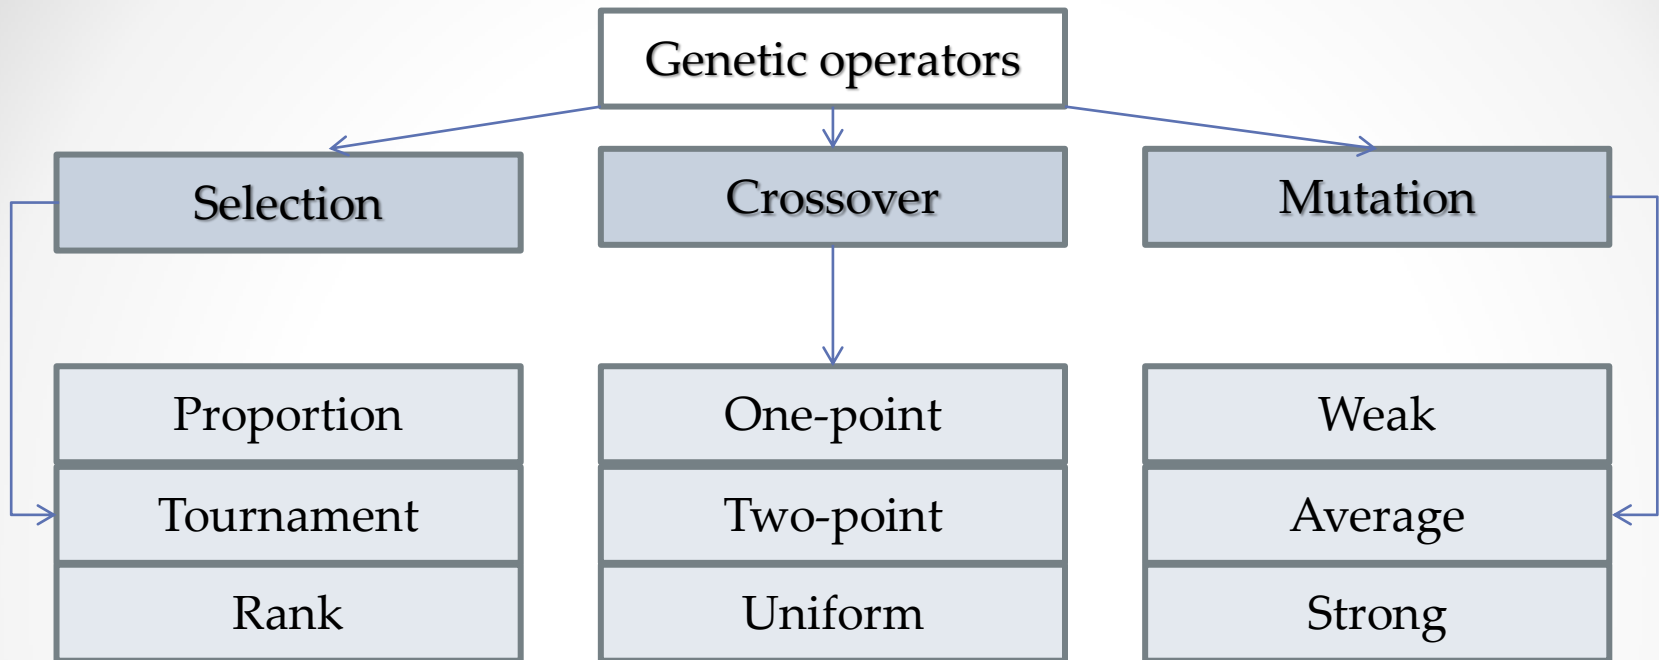 Genetic operators
Selection
Crossover
Mutation
Proportion
One-point
Weak
Tournament
Two-point
Average
Rank
Uniform
Strong